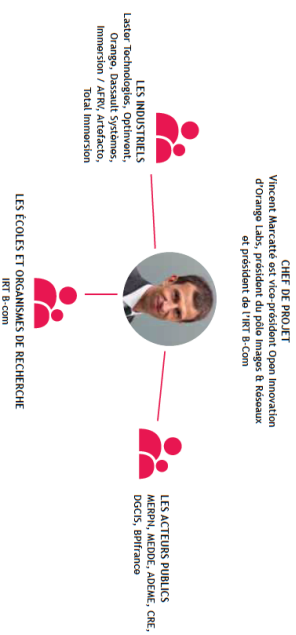 CHEF DE PROJET
Vincent Marcatté est vice-président Open Innovation
d'Orange Labs, président du pôle Images & Réseaux
et président de l'IRT B-Com
LES INDUSTRIELS
Laster Technologies, Optinvent,
Orange, Dassault Systèmes,
Immersion / AFRV, Artefacto,
Total Immersion
LES ACTEURS PUBLICS
MERPN, MEDDE, ADEME, CRE,
DGCIS, BPIfrance
LES ÉCOLES ET ORGANISMES DE RECHERCHE
IRT B-com